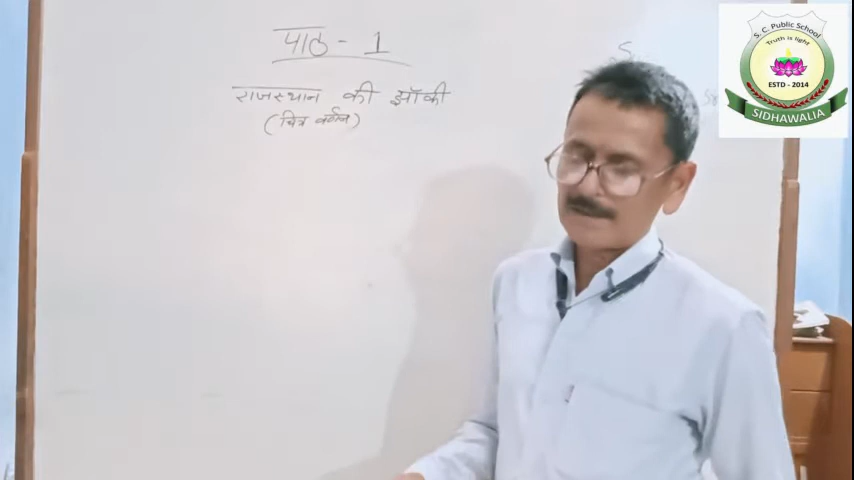 पाठ - 1
राजस्थान की झाँकी
(चित्र वर्णन)
S. C. Public School
Truth is light
ESTD - 2014
SIDHAWALIA